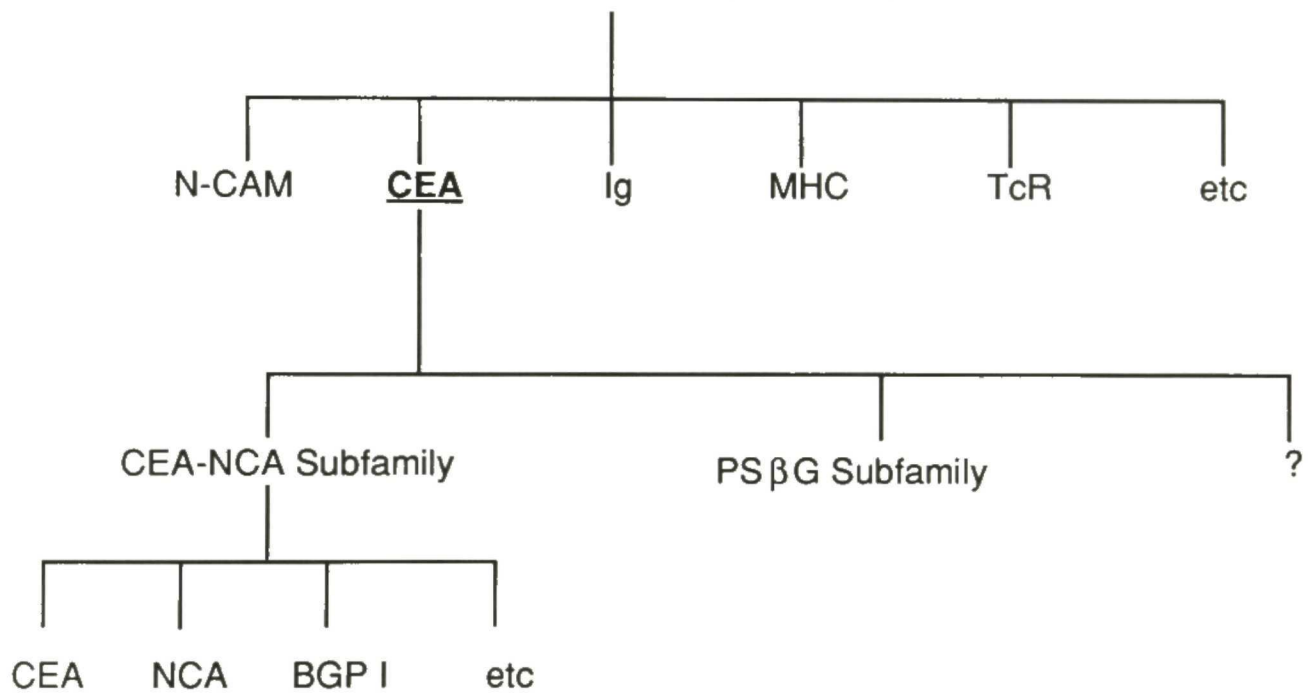 N-CAM CEA Ig MHC TcR etc
CEA-NCA Subfamily PSβG Subfamily ?
CEA NCA BGP I etc